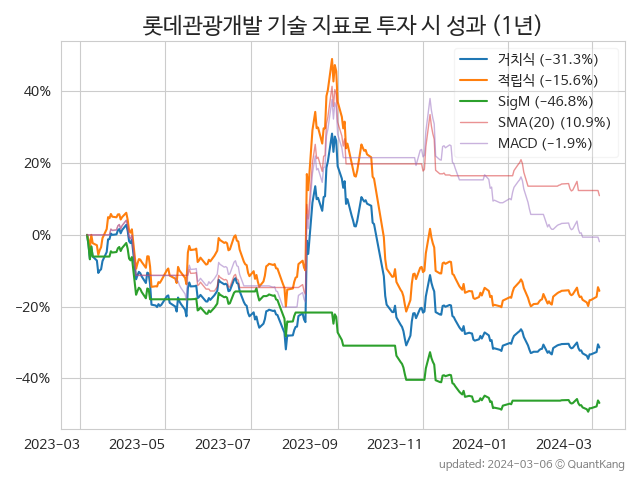 롯데관광개발 기술 지표로 투자 시 성과 (1년)
거치식 (−31.3%)
적립식 (−15.6%)
SigM (−46.8%)
SMA(20) (10.9%)
MACD (−1.9%)
40%
20%
0%
−20%
−40%
2023−03
2023−05
2023−07
2023−09
2023−11
2024−01
2024−03
updated: 2024−03−06 ⓒ QuantKang